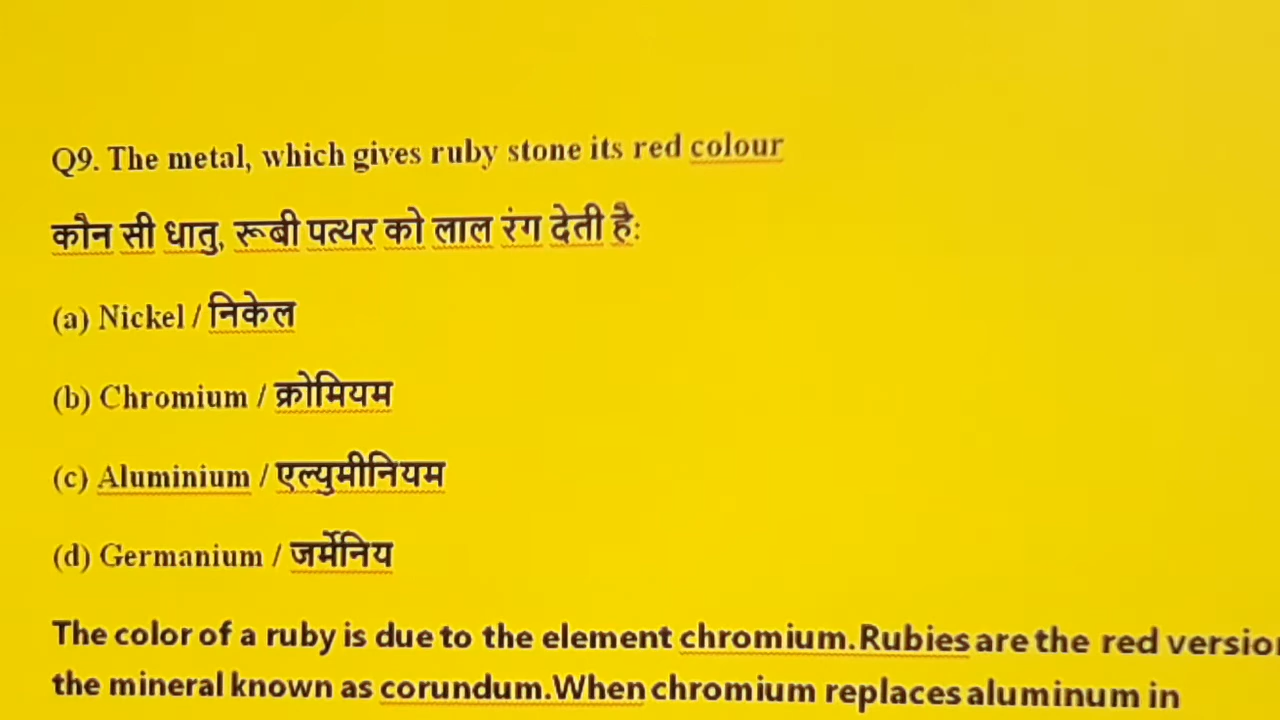 Q9. The metal, which gives ruby stone its red colour
कौन सी धातु, रूबी पत्थर को लाल रंग देती है:
(a) Nickel / निकेल
(b) Chromium / क्रोमियम
(c) Aluminium / एल्युमीनियम
(d) Germanium / जर्मेनिय
The color of a ruby is due to the element chromium.Rubies are the red versio
the mineral known as corundum.When chromium replaces aluminum in